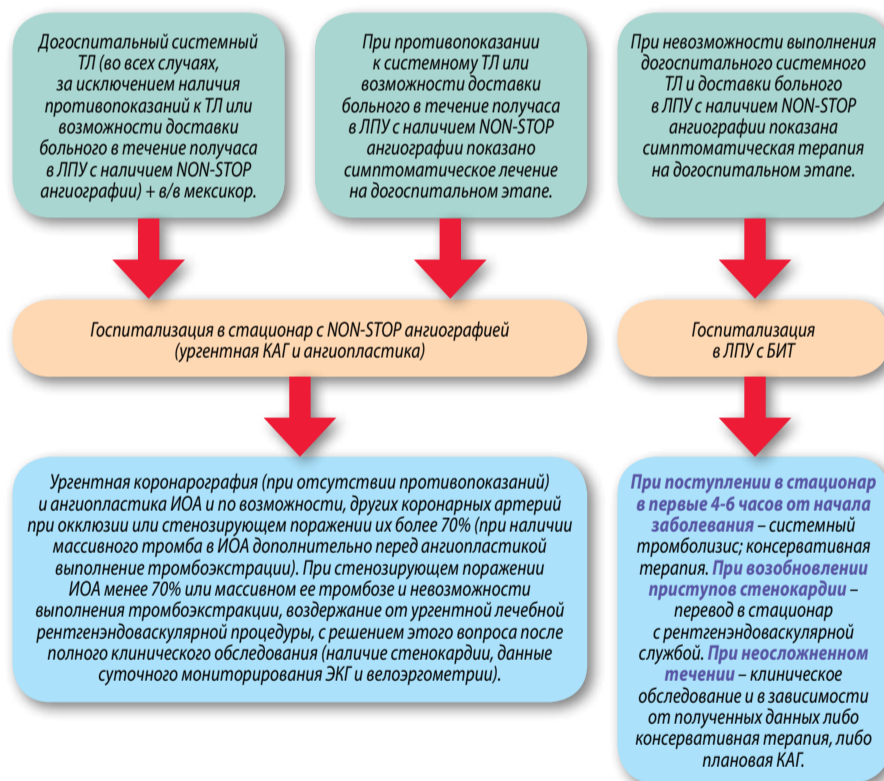 Догоспитальный системный
ТЛ (во всех случаях,
за исключением наличия
противопоказаний к ТЛ или
возможности доставки
больного в течение получаса
в ЛПУ с наличием NON-STOP
ангиографии) + в/в мексикор.
При противопоказании
к системному ТЛ или
возможности доставки
больного в течение получаса
в ЛПУ с наличием NON-STOP
ангиографии показано
симптоматическое лечение
на догоспитальном этапе.
При невозможности выполнения
догоспитального системного
ТЛ и доставки больного
в ЛПУ с наличием NON-STOP
ангиографии показана
симптоматическая терапия
на догоспитальном этапе.
Госпитализация в стационар с NON-STOP ангиографией
(ургентная КАГ и ангиопластика)
Госпитализация
в ЛПУ с БИТ
Ургентная коронарография (при отсутствии противопоказаний)
и ангиопластика ИОА и по возможности, других коронарных артерий
при окклюзии или стенозирующем поражении их более 70% (при наличии
массивного тромба в ИОА дополнительно перед ангиопластикой
выполнение тромбоэкстрации). При стенозирующем поражении
ИОА менее 70% или массивном ее тромбозе и невозможности
выполнения тромбоэкстракции, воздержание от ургентной лечебной
рентгенэндоваскулярной процедуры, с решением этого вопроса после
полного клинического обследования (наличие стенокардии, данные
суточного мониторирования ЭКГ и велоэргометрии).
При поступлении в стационар
в первые 4-6 часов от начала
заболевания – системный
тромболизис; консервативная
терапия. При возобновлении
приступов стенокардии –
перевод в стационар
с рентгенэндоваскулярной
службой. При неосложненном
течении – клиническое
обследование и в зависимости
от полученных данных либо
консервативная терапия, либо
плановая КАГ.